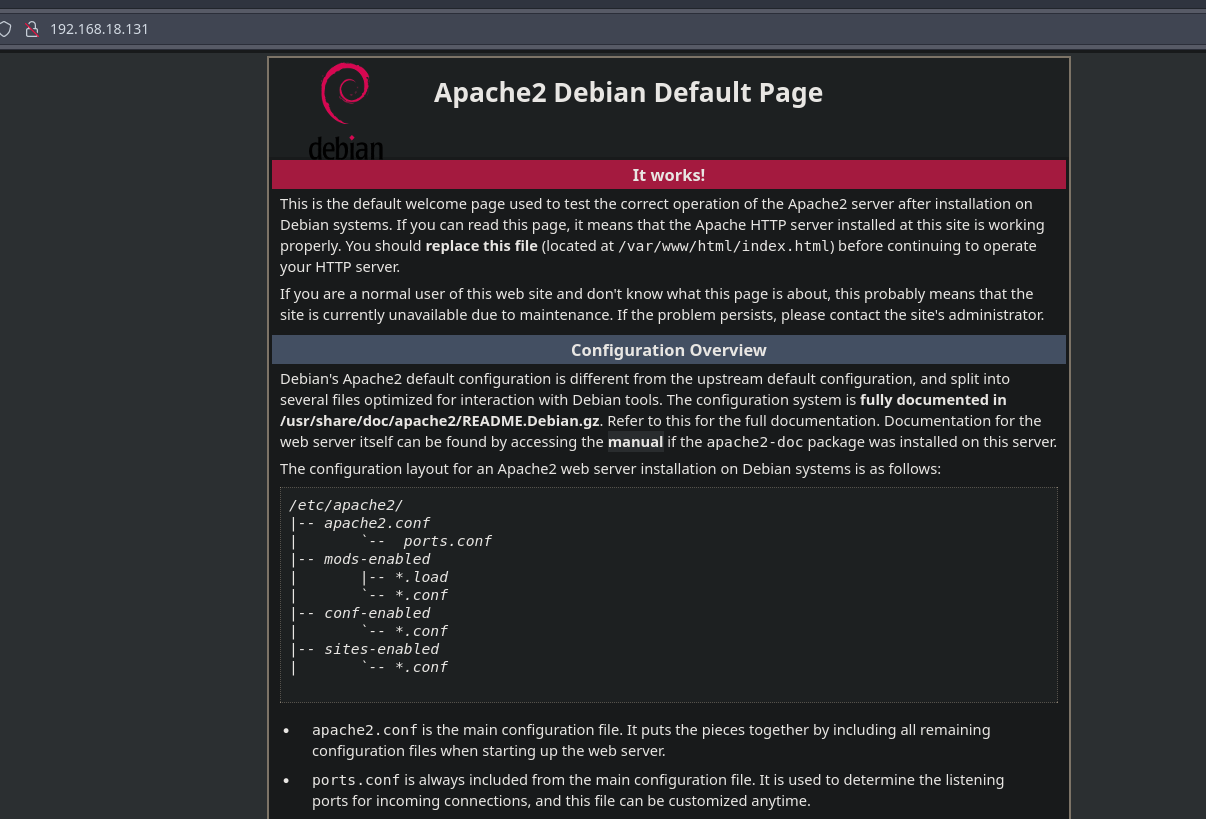 192.168.18.131
debian
Apache2 Debian Default Page
It works!
This is the default welcome page used to test the correct operation of the Apache2 server after installation on
Debian systems. If you can read this page, it means that the Apache HTTP server installed at this site is working
properly. You should replace this file (located at /var/www/html/index.html) before continuing to operate
your HTTP server.
If you are a normal user of this web site and don't know what this page is about, this probably means that the
site is currently unavailable due to maintenance. If the problem persists, please contact the site's administrator.
Configuration Overview
Debian's Apache2 default configuration is different from the upstream default configuration, and split into
several files optimized for interaction with Debian tools. The configuration system is fully documented in
/usr/share/doc/apache2/README.Debian.gz. Refer to this for the full documentation. Documentation for the
web server itself can be found by accessing the manual if the apache2-doc package was installed on this server.
The configuration layout for an Apache2 web server installation on Debian systems is as follows:
/etc/apache2/
|-- apache2.conf
|       `--  ports.conf
|-- mods-enabled
|       |-- *.load
|       `-- *.conf
|-- conf-enabled
|       `-- *.conf
|-- sites-enabled
|       `-- *.conf
• apache2.conf is the main configuration file. It puts the pieces together by including all remaining
configuration files when starting up the web server.
• ports.conf is always included from the main configuration file. It is used to determine the listening
ports for incoming connections, and this file can be customized anytime.